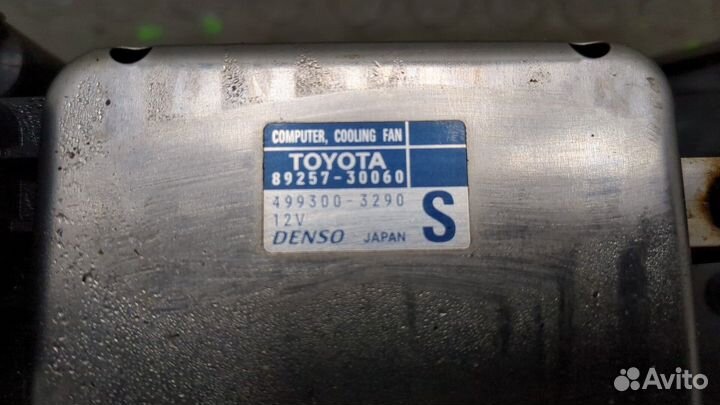 COMPUTER, COOLING FAN
TOYOTA
89257-30060
499300-3290
12V
DENSO JAPAN
S
Avito